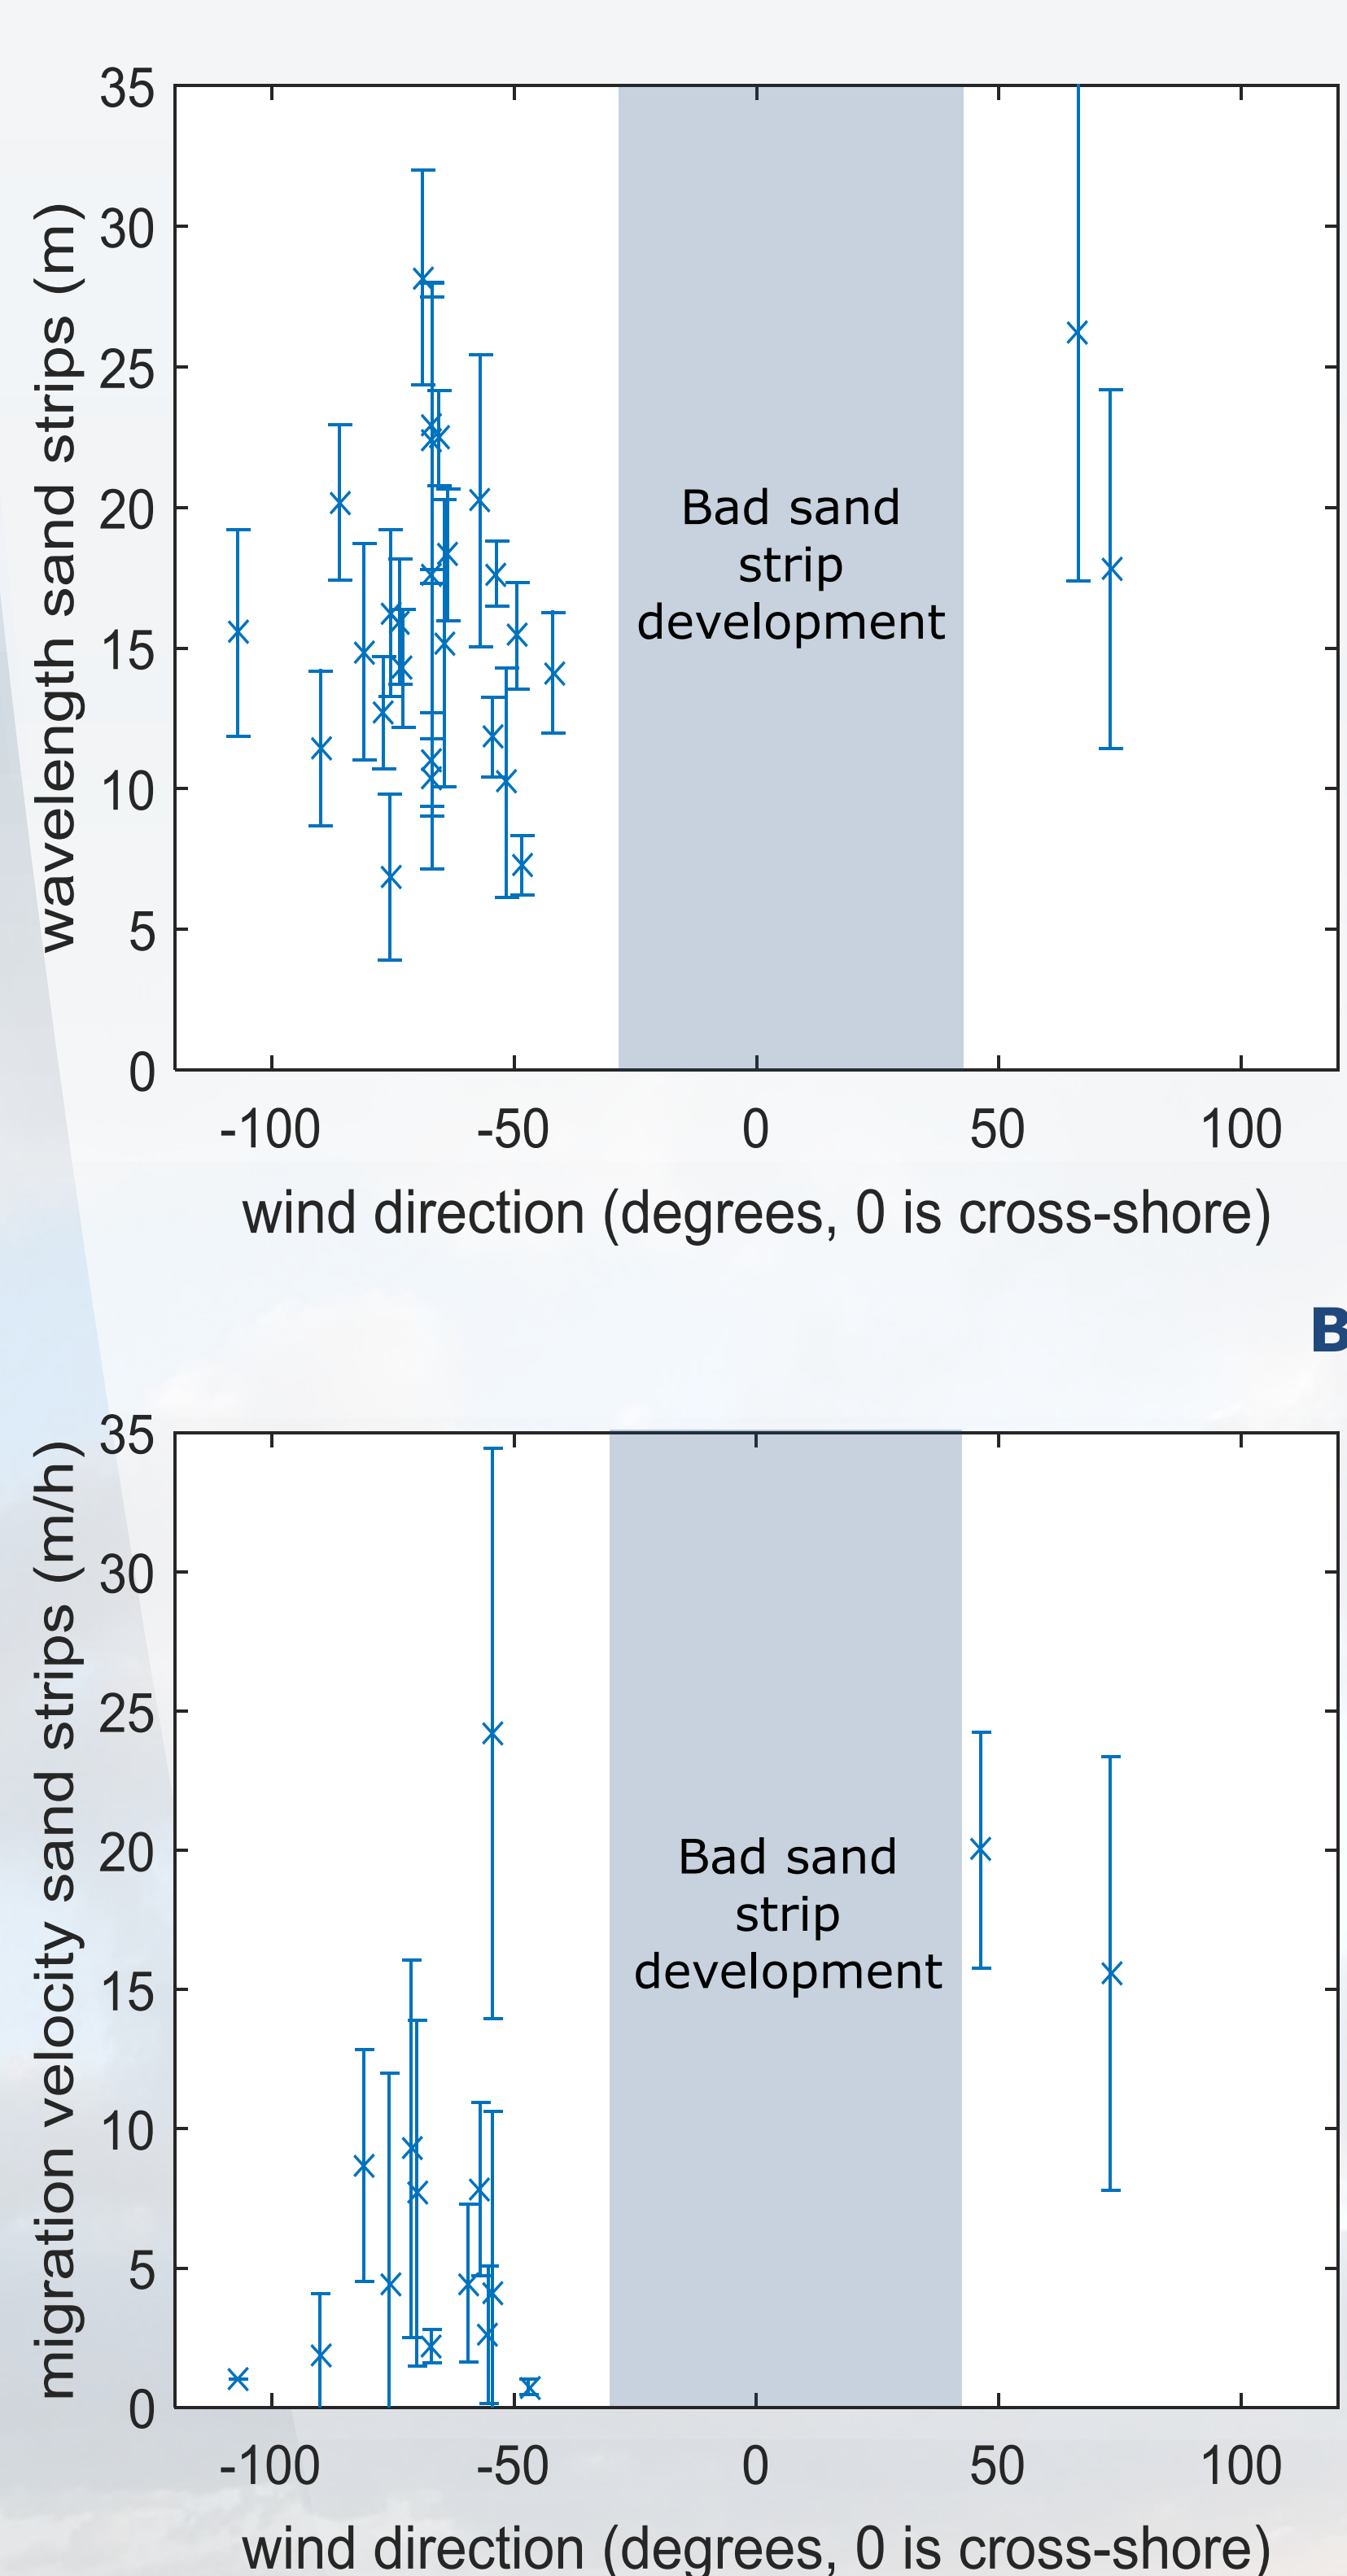 35
30
25
20
15
10
5
0
wavelength sand strips (m)
Bad sand
strip
development
-100 -50 0 50 100
wind direction (degrees, 0 is cross-shore)
B
35
30
25
20
15
10
5
0
migration velocity sand strips (m/h)
Bad sand
strip
development
-100 -50 0 50 100
wind direction (degrees, 0 is cross-shore)